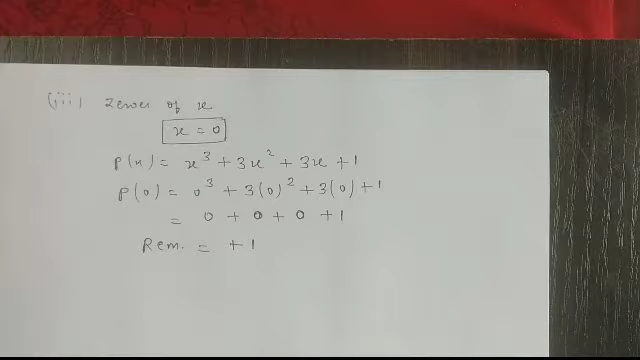 (iii) Zeroes of x
x = 0
P(x) = x³ + 3x² + 3x + 1
P(0) = 0³ + 3(0)² + 3(0) + 1
= 0 + 0 + 0 + 1
Rem. = +1